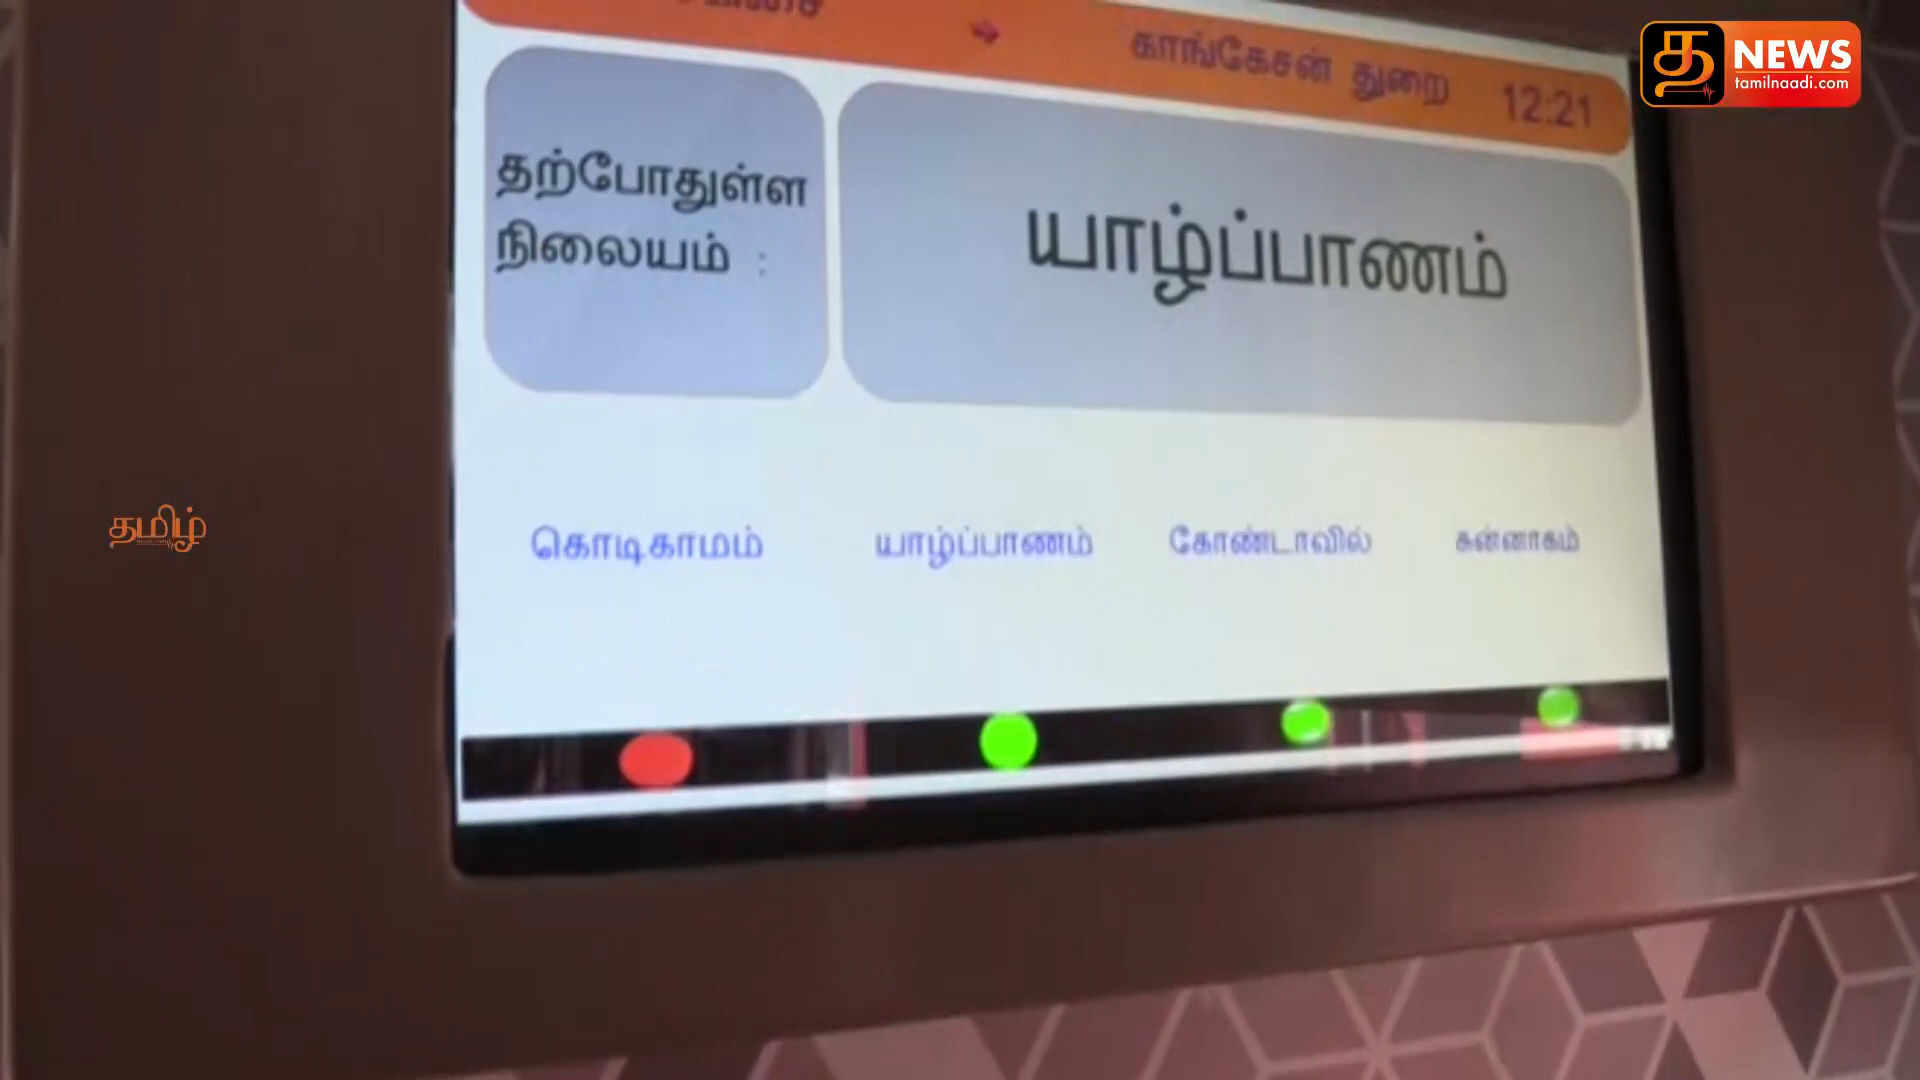 காங்கேசன் துறை 12:21
தற்போதுள்ள
நிலையம் :
யாழ்ப்பாணம்
கொடிகாமம் யாழ்ப்பாணம் கோண்டாவில் சுன்னாகம்
த NEWS
tamilnaadi.com
தமிழ்